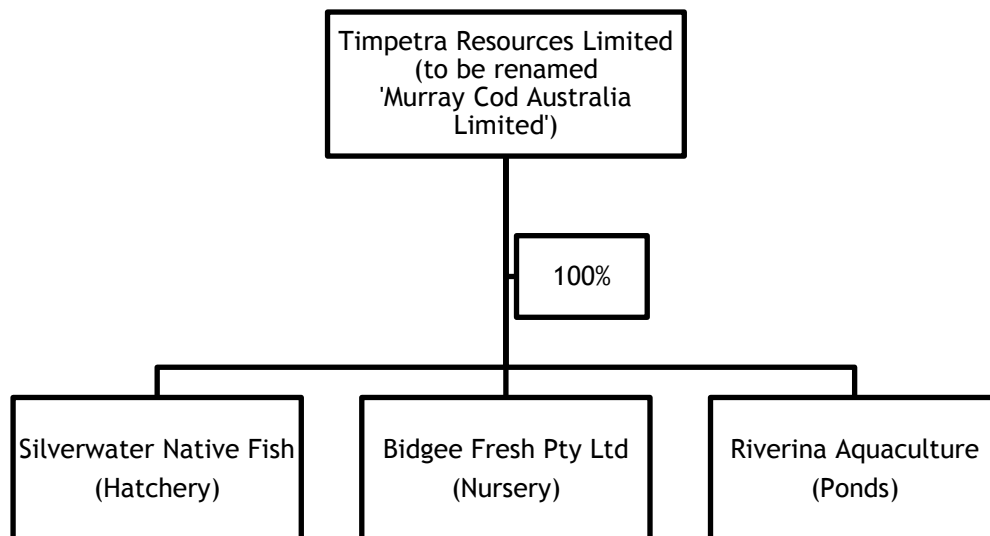 Timpetra Resources Limited
(to be renamed
'Murray Cod Australia
Limited')
100%
Silverwater Native Fish
(Hatchery)
Bidgee Fresh Pty Ltd
(Nursery)
Riverina Aquaculture
(Ponds)